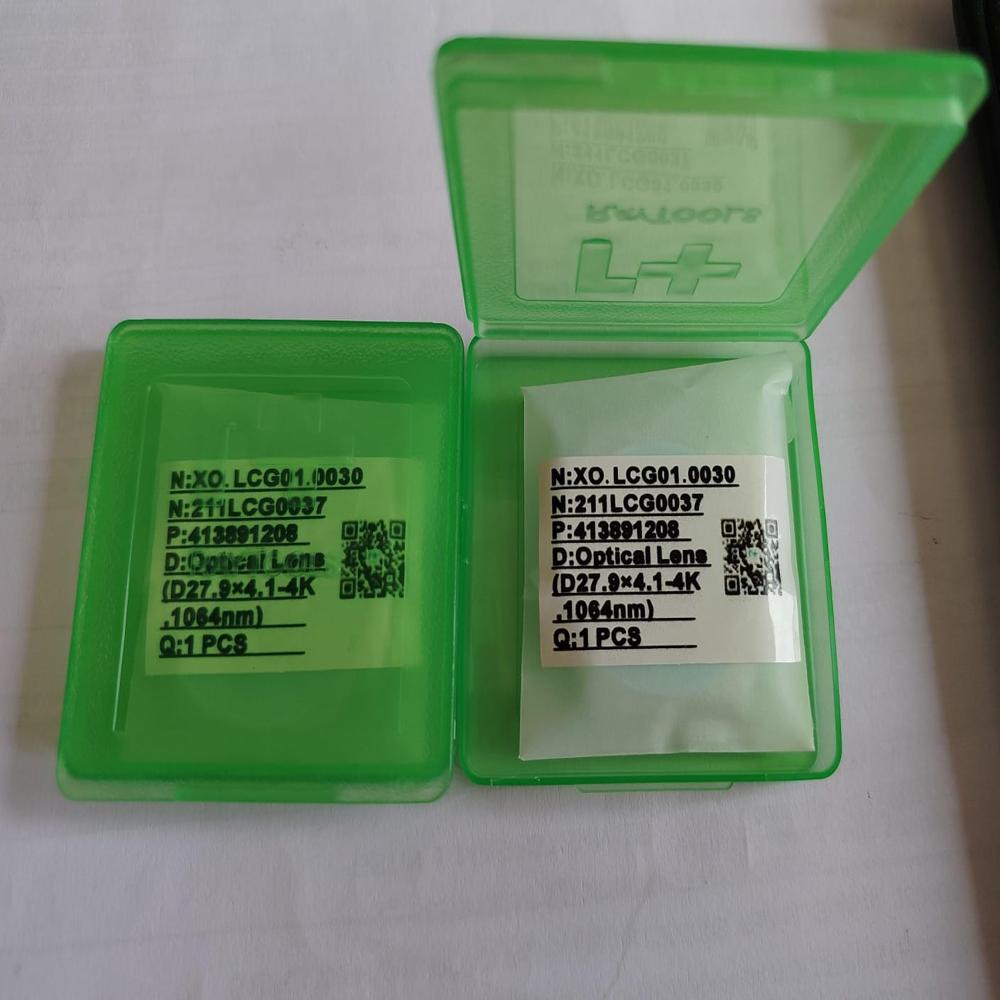 RAYTOOLS
r+
N:XO.LCG01.0030
N:211LCG0037
P:413891208
D:Optical Lens
(D27.9×4.1-4K
,1064nm)
Q:1 PCS
N:XO.LCG01.0030
N:211LCG0037
P:413891208
D:Optical Lens
(D27.9×4.1-4K
,1064nm)
Q:1 PCS